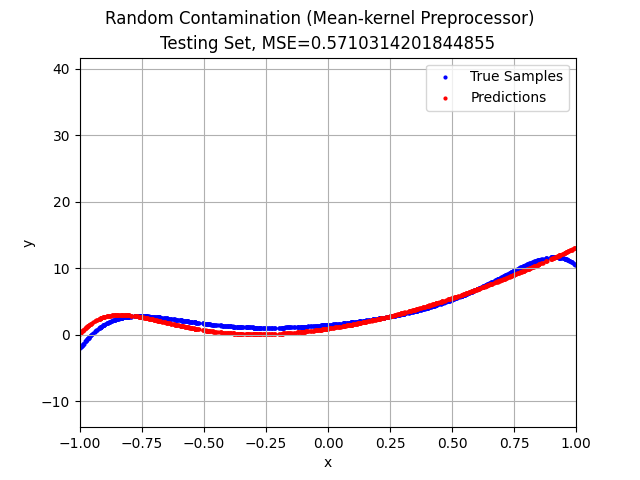 Random Contamination (Mean-kernel Preprocessor)
Testing Set, MSE=0.5710314201844855
True Samples
Predictions
40
30
20
10
0
−10
y
−1.00 −0.75 −0.50 −0.25 0.00 0.25 0.50 0.75 1.00
x